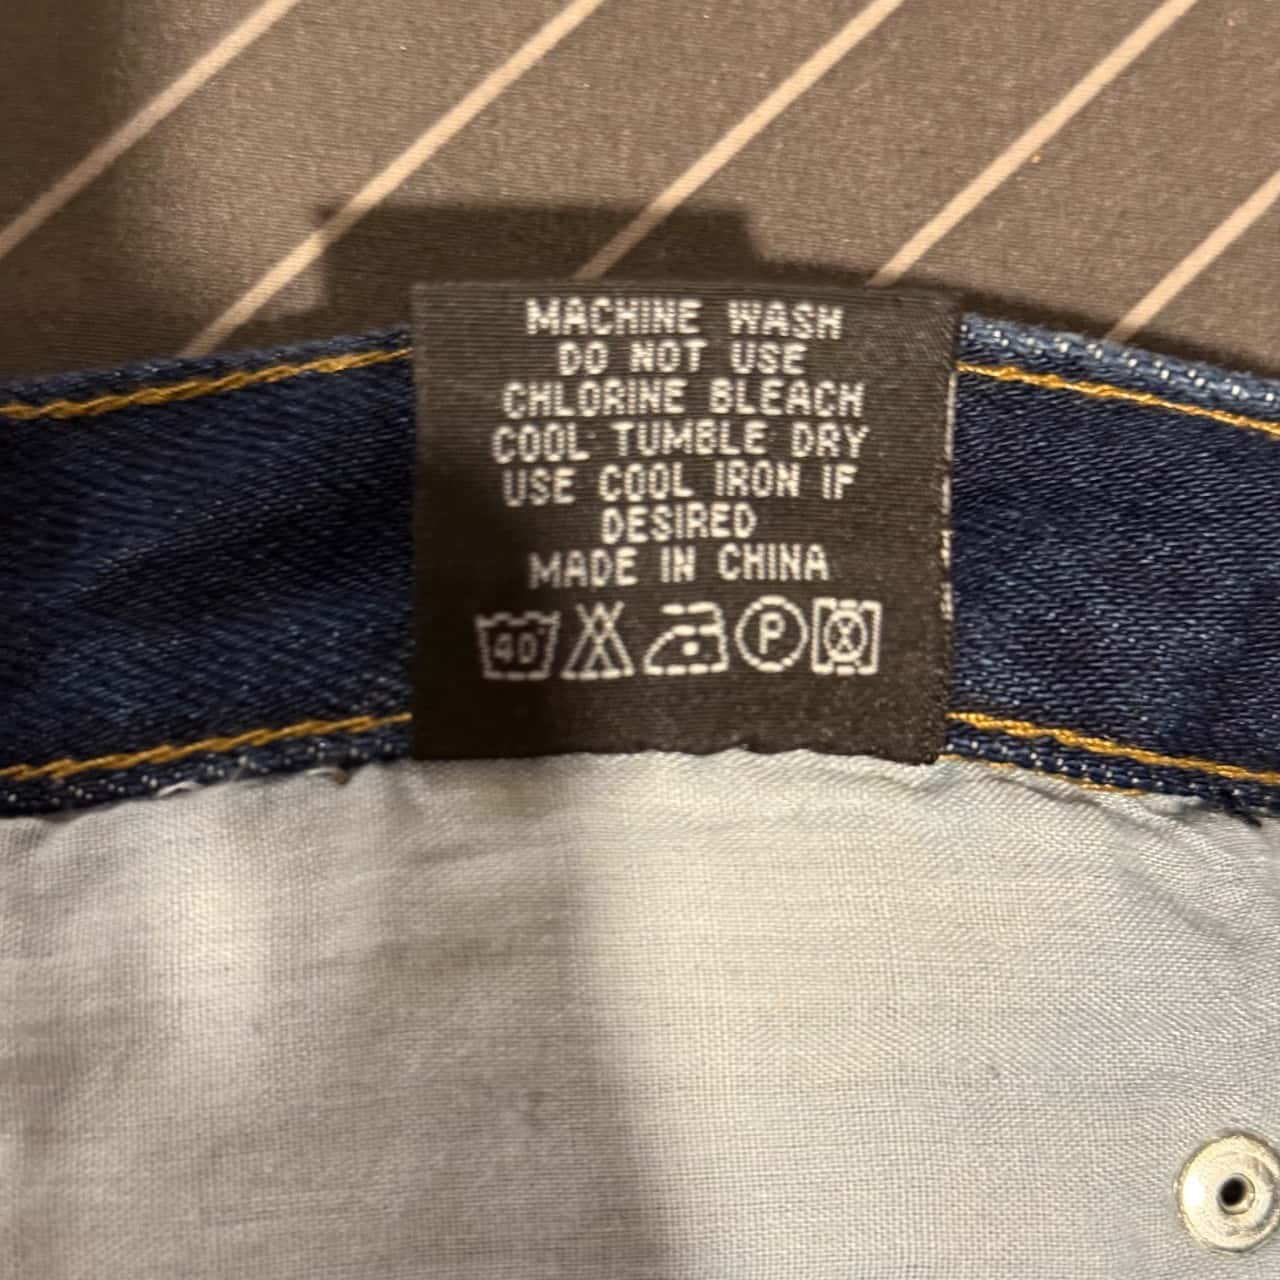 MACHINE WASH
DO NOT USE
CHLORINE BLEACH
COOL TUMBLE DRY
USE COOL IRON IF
DESIRED
MADE IN CHINA
40° P